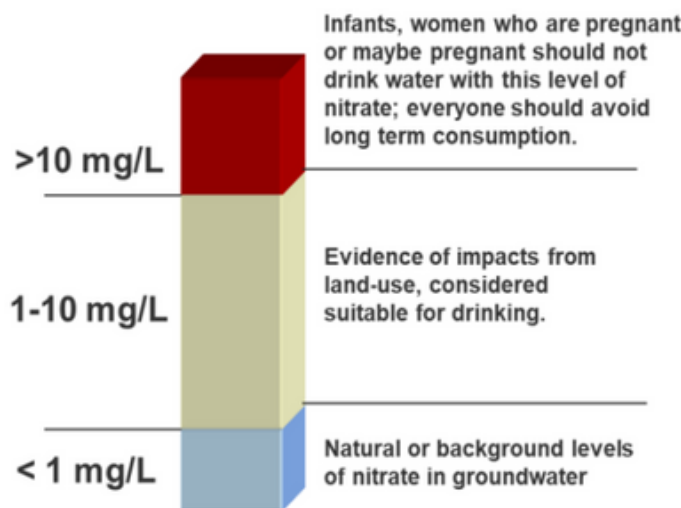 Infants, women who are pregnant
or maybe pregnant should not
drink water with this level of
nitrate; everyone should avoid
long term consumption.
>10 mg/L
Evidence of impacts from
land-use, considered
suitable for drinking.
1-10 mg/L
Natural or background levels
of nitrate in groundwater
< 1 mg/L